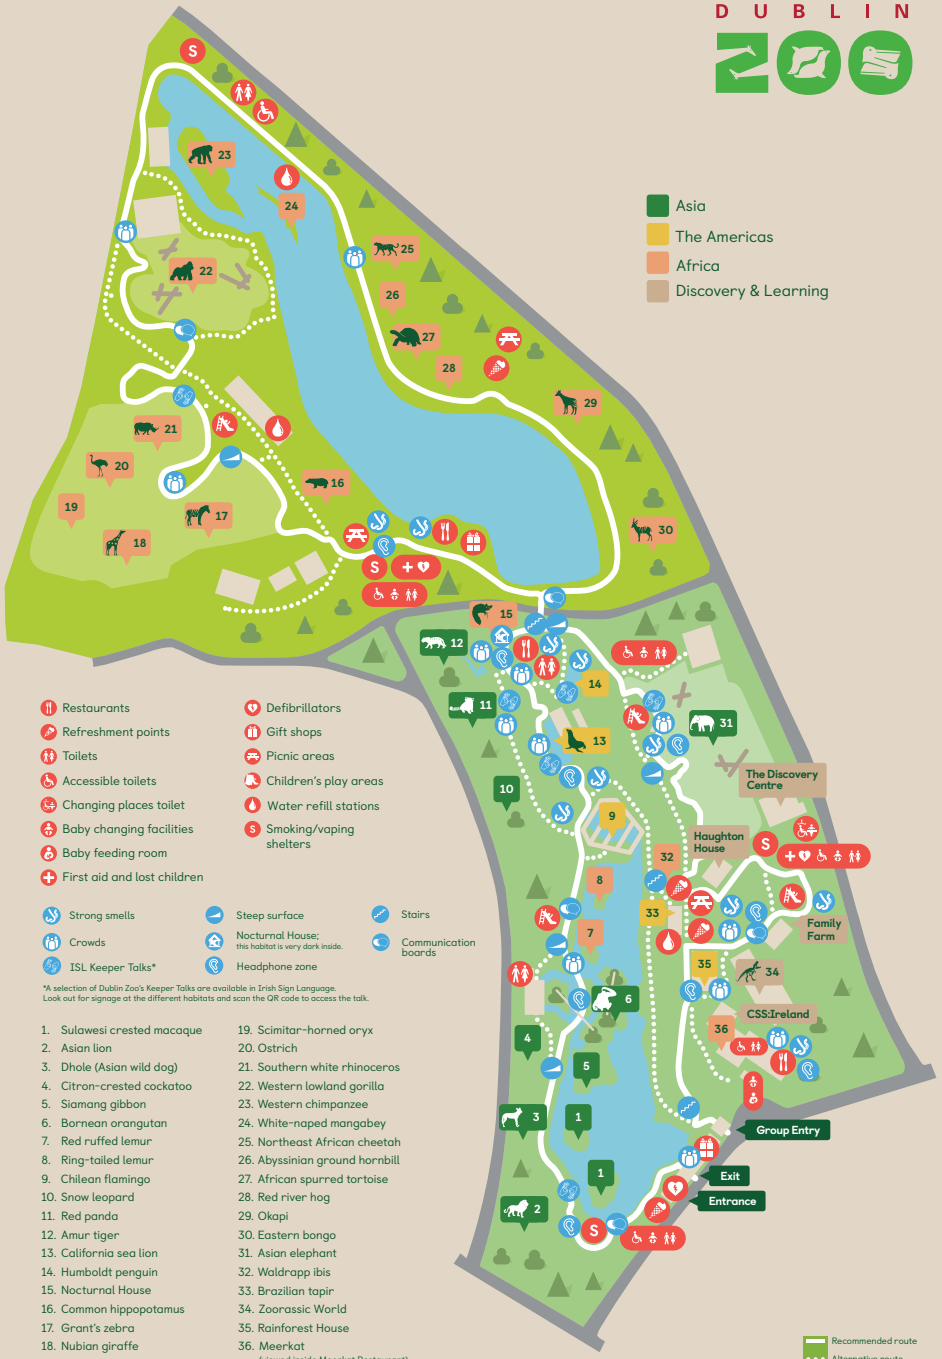 DUBLIN
ZOO
Asia
The Americas
Africa
Discovery & Learning
S
23
24
25
22
26
27
28
29
21
20
16
19
17
18
30
S
15
12
14
11
31
13
The Discovery
Centre
10
9
Haughton
House
S
32
8
33
7
Family
Farm
35
34
6
CSS:Ireland
36
4
5
3
1
Group Entry
1
Exit
2
Entrance
S
Restaurants
Refreshment points
Toilets
Accessible toilets
Changing places toilet
Baby changing facilities
Baby feeding room
First aid and lost children
Defibrillators
Gift shops
Picnic areas
Children's play areas
Water refill stations
S Smoking/vaping
shelters
Strong smells
Crowds
ISL Keeper Talks*
Steep surface
Nocturnal House;
this habitat is very dark inside.
Headphone zone
Stairs
Communication
boards
*A selection of Dublin Zoo's Keeper Talks are available in Irish Sign Language.
Look out for signage at the different habitats and scan the QR code to access the talk.
1. Sulawesi crested macaque
2. Asian lion
3. Dhole (Asian wild dog)
4. Citron-crested cockatoo
5. Siamang gibbon
6. Bornean orangutan
7. Red ruffed lemur
8. Ring-tailed lemur
9. Chilean flamingo
10. Snow leopard
11. Red panda
12. Amur tiger
13. California sea lion
14. Humboldt penguin
15. Nocturnal House
16. Common hippopotamus
17. Grant's zebra
18. Nubian giraffe
19. Scimitar-horned oryx
20. Ostrich
21. Southern white rhinoceros
22. Western lowland gorilla
23. Western chimpanzee
24. White-naped mangabey
25. Northeast African cheetah
26. Abyssinian ground hornbill
27. African spurred tortoise
28. Red river hog
29. Okapi
30. Eastern bongo
31. Asian elephant
32. Waldrapp ibis
33. Brazilian tapir
34. Zoorassic World
35. Rainforest House
36. Meerkat
Recommended route